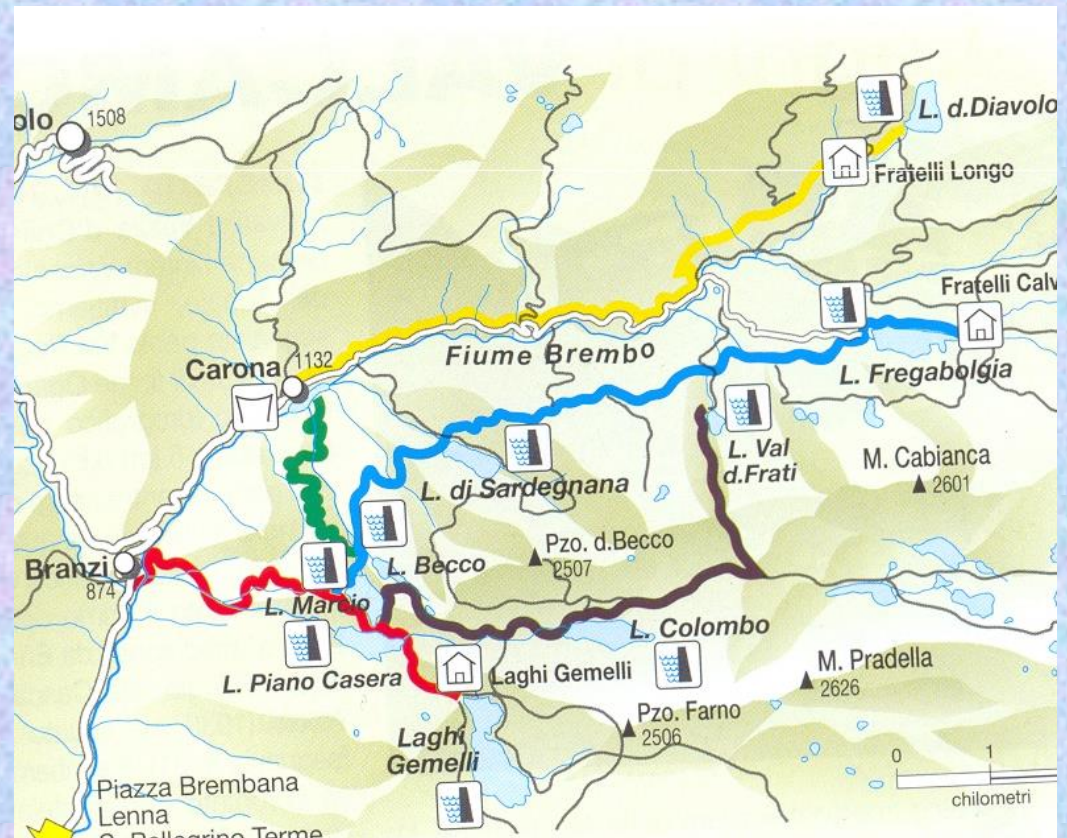 olo
1508
L. d.Diavolo
Fratelli Longo
Fratelli Calv
Carona
1132
Fiume Brembo
L. Fregabolgia
L. Val
d.Frati
M. Cabianca
2601
L. di Sardegnana
Pzo. d.Becco
2507
L. Becco
Branzi
874
L. Marcio
L. Colombo
L. Piano Casera
Laghi Gemelli
M. Pradella
2626
Pzo. Farno
2506
Laghi
Gemelli
0
1
chilometri
Piazza Brembana
Lenna
S. Pellegrino Terme